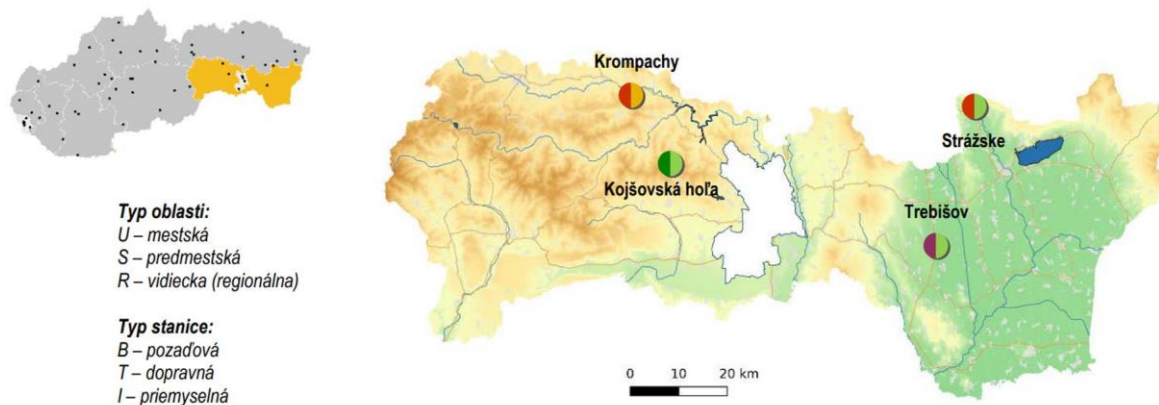 Typ oblasti:
U – mestská
S – predmestská
R – vidiecka (regionálna)
Typ stanice:
B – pozaďová
T – dopravná
I – priemyselná
Krompachy
Strážske
Kojšovská hoľa
Trebišov
0 10 20 km